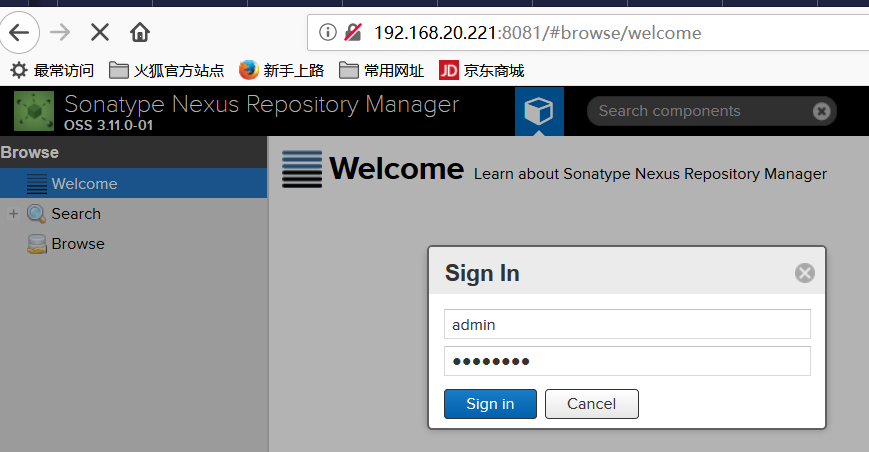 192.168.20.221:8081/#browse/welcome
最常访问 火狐官方站点 新手上路 常用网址 JD 京东商城
Sonatype Nexus Repository Manager
OSS 3.11.0-01
Search components
Browse
Welcome
Search
Browse
Welcome Learn about Sonatype Nexus Repository Manager
Sign In
admin
●●●●●●●●
Sign in Cancel